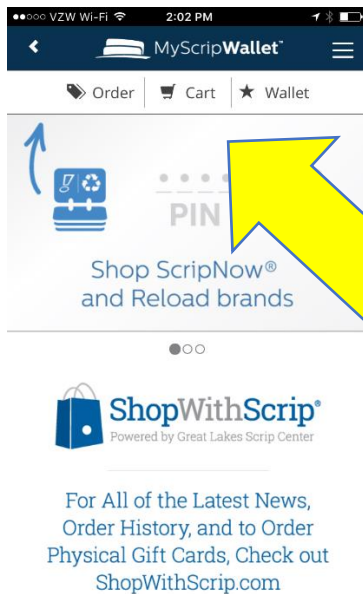 VZW Wi-Fi 2:02 PM
MyScripWallet™
Order Cart Wallet
PIN
Shop ScripNow®
and Reload brands
ShopWithScrip®
Powered by Great Lakes Scrip Center
For All of the Latest News,
Order History, and to Order
Physical Gift Cards, Check out
ShopWithScrip.com